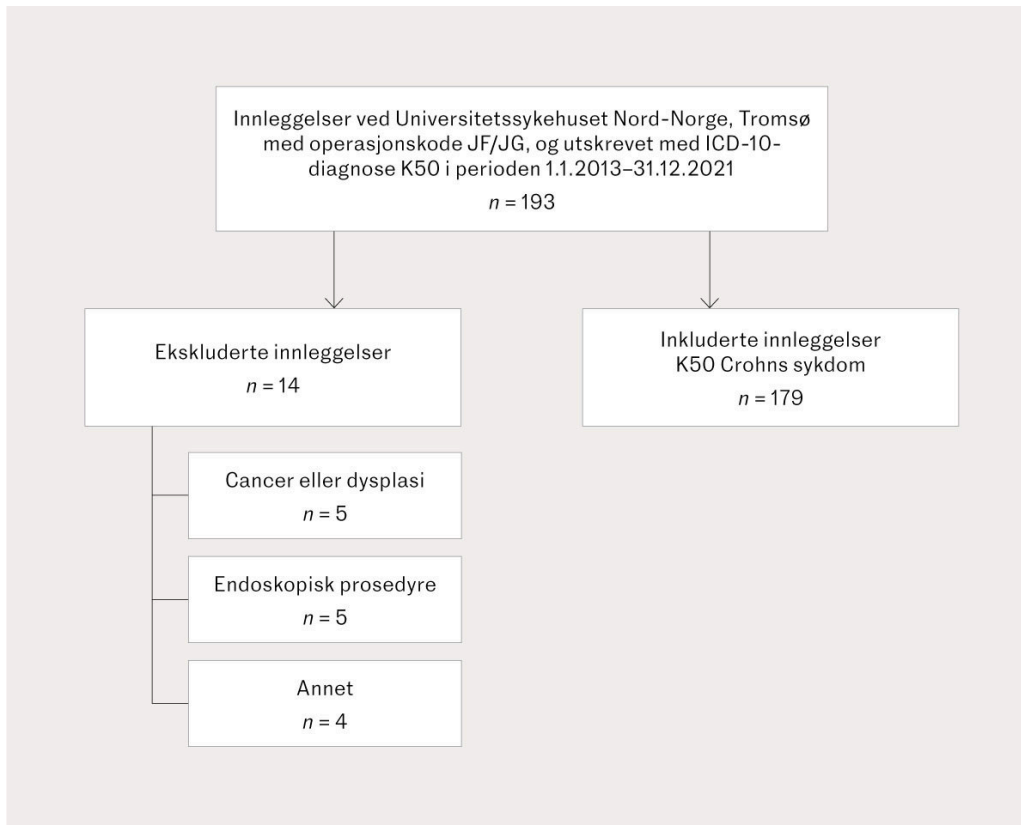 Innleggelser ved Universitetssykehuset Nord-Norge, Tromsø
med operasjonskode JF/JG, og utskrevet med ICD-10-
diagnose K50 i perioden 1.1.2013–31.12.2021
n = 193
Ekskluderte innleggelser
n = 14
Inkluderte innleggelser
K50 Crohns sykdom
n = 179
Cancer eller dysplasi
n = 5
Endoskopisk prosedyre
n = 5
Annet
n = 4